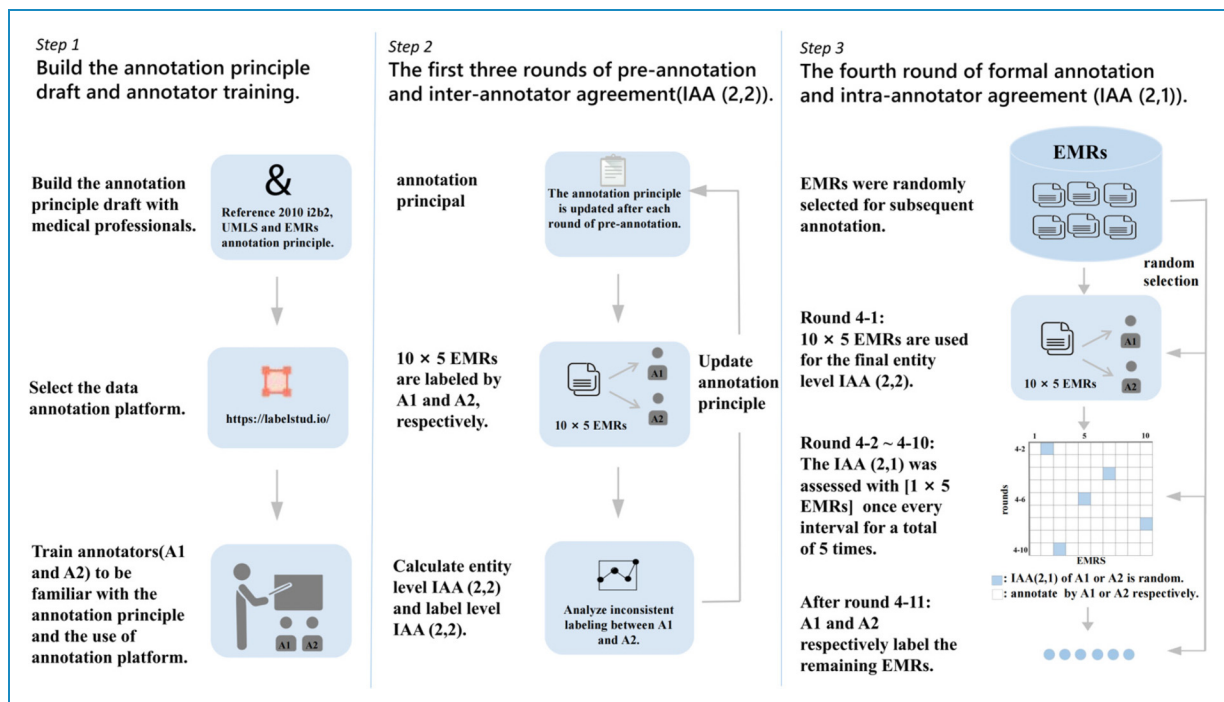 Step 1
Build the annotation principle
draft and annotator training.
Build the annotation
principle draft with
medical professionals.
&
Reference 2010 i2b2,
UMLS and EMRs
annotation principle.
Select the data
annotation platform.
https://labelstud.io/
Train annotators(A1
and A2) to be
familiar with the
annotation principle
and the use of
annotation platform.
A1 A2
Step 2
The first three rounds of pre-annotation
and inter-annotator agreement(IAA (2,2)).
annotation
principal
The annotation principle
is updated after each
round of pre-annotation.
10 × 5 EMRs
are labeled by
A1 and A2,
respectively.
A1
A2
10 × 5 EMRs
Update
annotation
principle
Calculate entity
level IAA (2,2)
and label level
IAA (2,2).
Analyze inconsistent
labeling between A1
and A2.
Step 3
The fourth round of formal annotation
and intra-annotator agreement (IAA (2,1)).
EMRs were randomly
selected for subsequent
annotation.
EMRs
random
selection
Round 4-1:
10 × 5 EMRs are used
for the final entity
level IAA (2,2).
A1
A2
10 × 5 EMRs
Round 4-2 ~ 4-10:
The IAA (2,1) was
assessed with [1 × 5
EMRs] once every
interval for a total
of 5 times.
1 5 10
4-2
4-6
4-10
rounds
EMRS
: IAA(2,1) of A1 or A2 is random.
: annotate by A1 or A2 respectively.
After round 4-11:
A1 and A2
respectively label the
remaining EMRs.